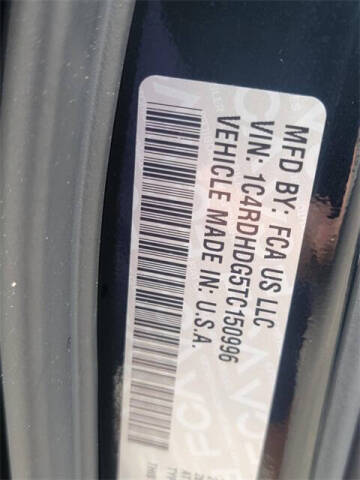 MFD BY: FCA US LLC
VIN: 1C4RDHDG5TC150996
VEHICLE MADE IN: U.S.A.